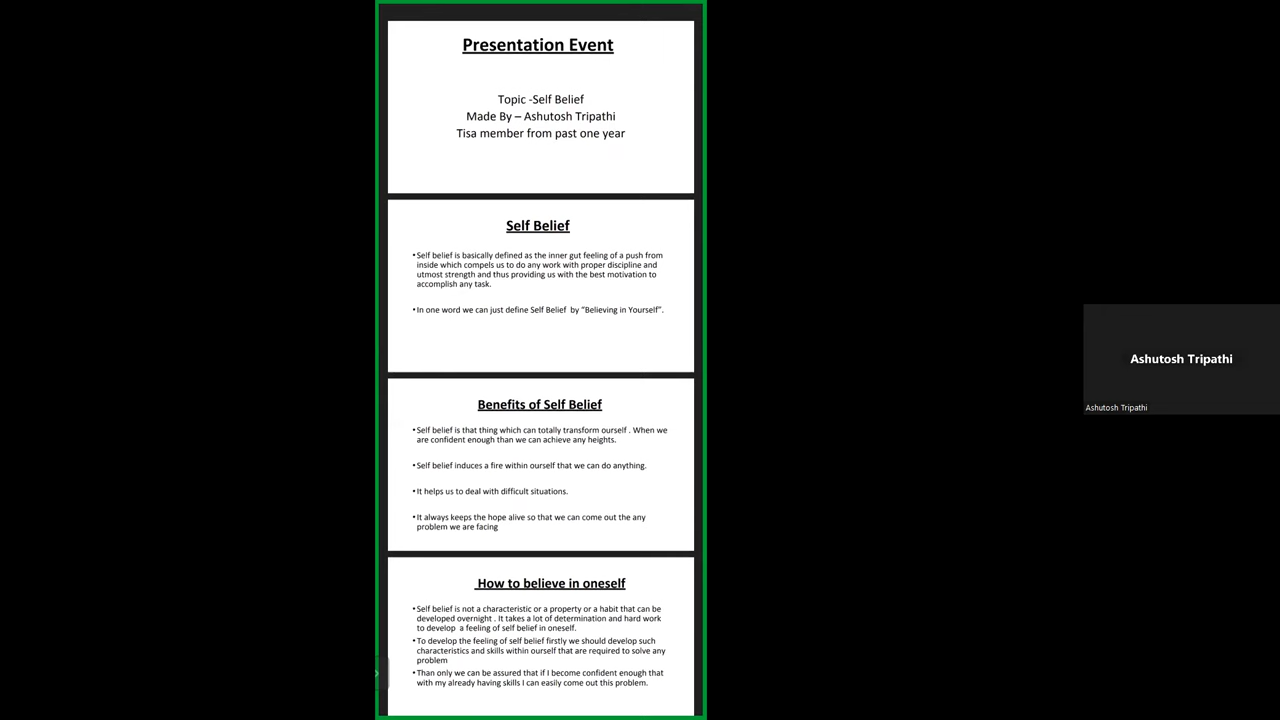 Presentation Event
Topic -Self Belief
Made By – Ashutosh Tripathi
Tisa member from past one year
Self Belief
•Self belief is basically defined as the inner gut feeling of a push from
inside which compels us to do any work with proper discipline and
utmost strength and thus providing us with the best motivation to
accomplish any task.
•In one word we can just define Self Belief  by “Believing in Yourself”.
Benefits of Self Belief
•Self belief is that thing which can totally transform ourself . When we
are confident enough than we can achieve any heights.
•Self belief induces a fire within ourself that we can do anything.
•It helps us to deal with difficult situations.
•It always keeps the hope alive so that we can come out the any
problem we are facing
How to believe in oneself
•Self belief is not a characteristic or a property or a habit that can be
developed overnight . It takes a lot of determination and hard work
to develop  a feeling of self belief in oneself.
•To develop the feeling of self belief firstly we should develop such
characteristics and skills within ourself that are required to solve any
problem
•Than only we can be assured that if I become confident enough that
with my already having skills I can easily come out this problem.
Ashutosh Tripathi
Ashutosh Tripathi